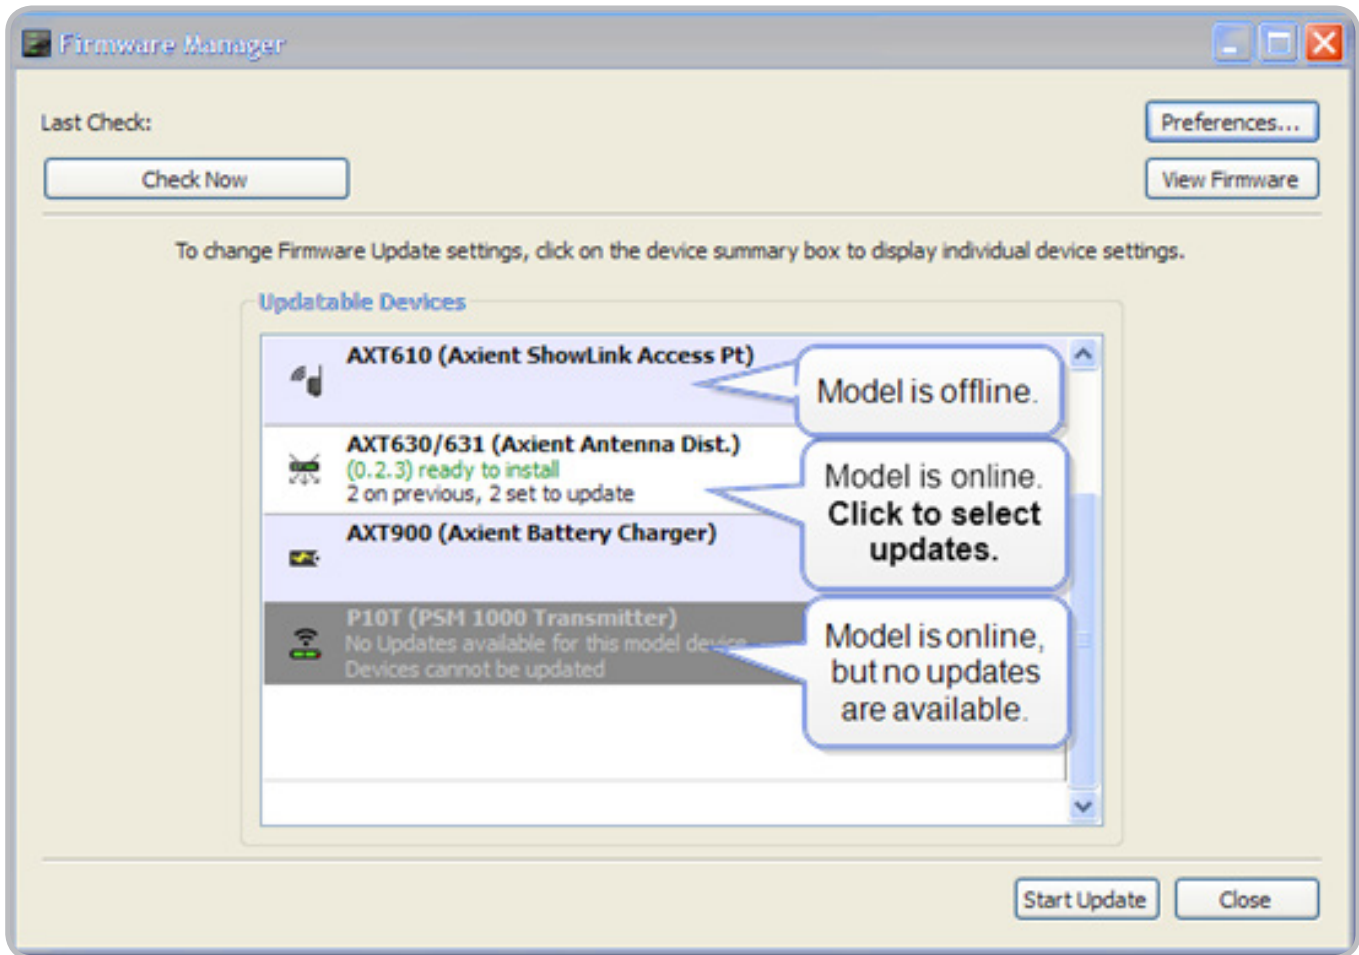 Firmware Manager
Last Check:
Preferences...
Check Now
View Firmware
To change Firmware Update settings, click on the device summary box to display individual device settings.
Updatable Devices
AXT610 (Axient ShowLink Access Pt)
Model is offline.
AXT630/631 (Axient Antenna Dist.)
(0.2.3) ready to install
2 on previous, 2 set to update
Model is online.
Click to select
updates.
AXT900 (Axient Battery Charger)
P10T (PSM 1000 Transmitter)
No Updates available for this model device
Devices cannot be updated
Model is online,
but no updates
are available.
Start Update
Close